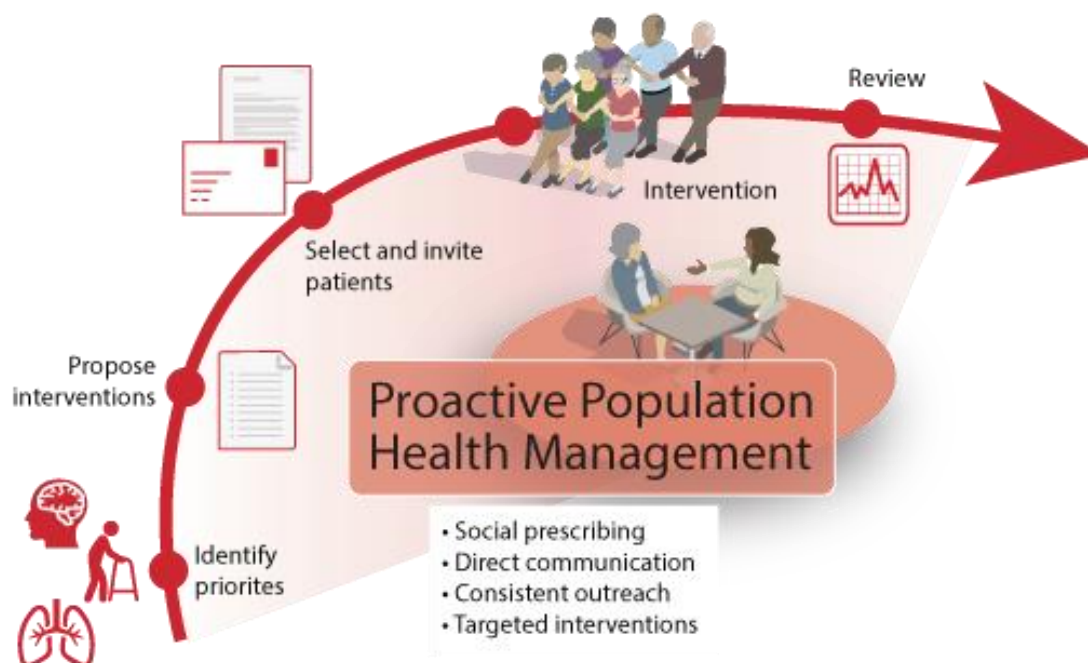 Review
Intervention
Select and invite
patients
Propose
interventions
Proactive Population
Health Management
Identify
priorites
• Social prescribing
• Direct communication
• Consistent outreach
• Targeted interventions